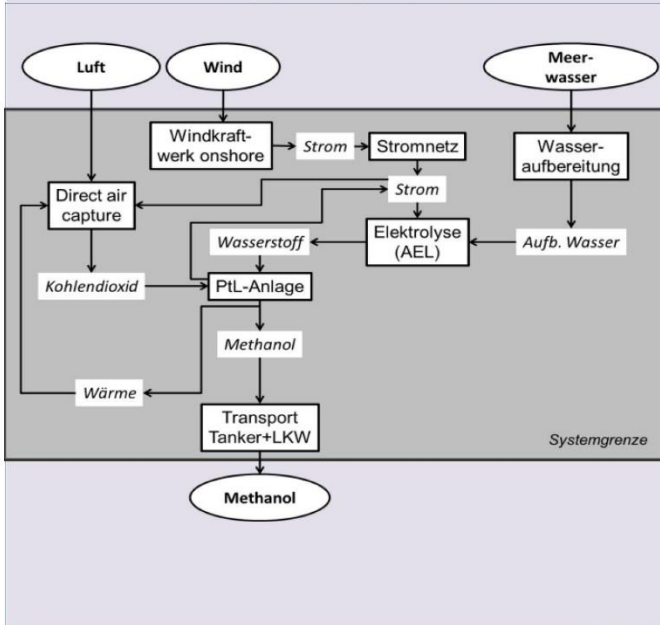 Luft
Wind
Meer-
wasser
Windkraft-
werk onshore
Strom
Stromnetz
Wasser-
aufbereitung
Direct air
capture
Strom
Wasserstoff
Elektrolyse
(AEL)
Aufb. Wasser
Kohlendioxid
PtL-Anlage
Methanol
Wärme
Transport
Tanker+LKW
Systemgrenze
Methanol